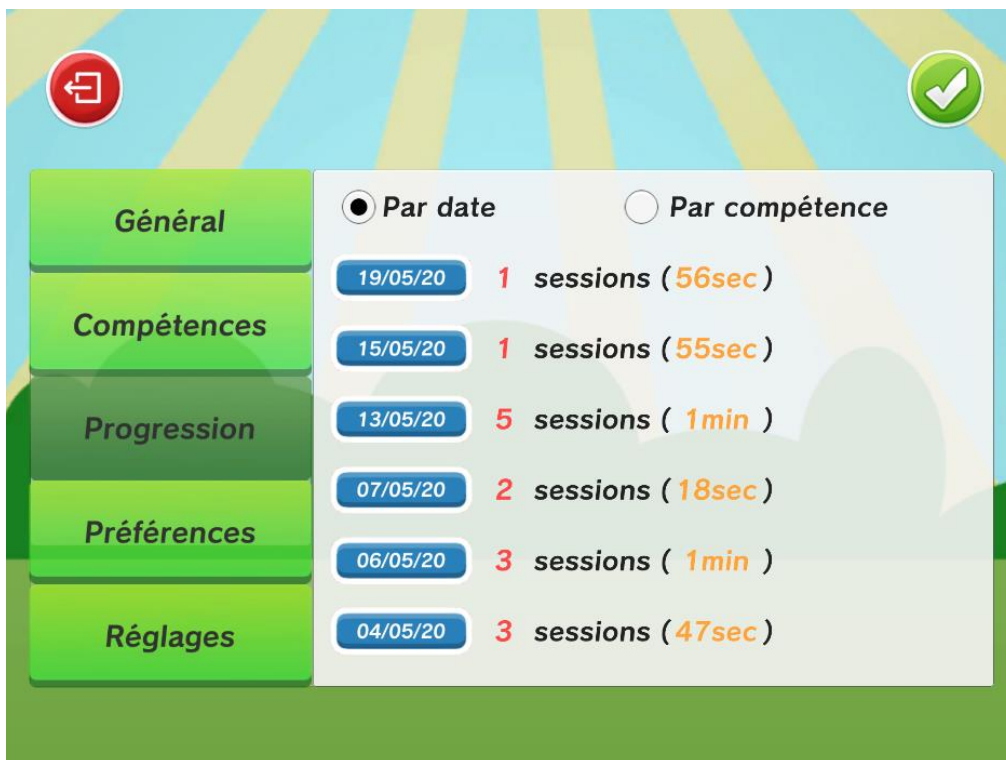 Général
Compétences
Progression
Préférences
Réglages
Par date Par compétence
19/05/20 1 sessions (56sec)
15/05/20 1 sessions (55sec)
13/05/20 5 sessions ( 1min )
07/05/20 2 sessions (18sec)
06/05/20 3 sessions ( 1min )
04/05/20 3 sessions (47sec)